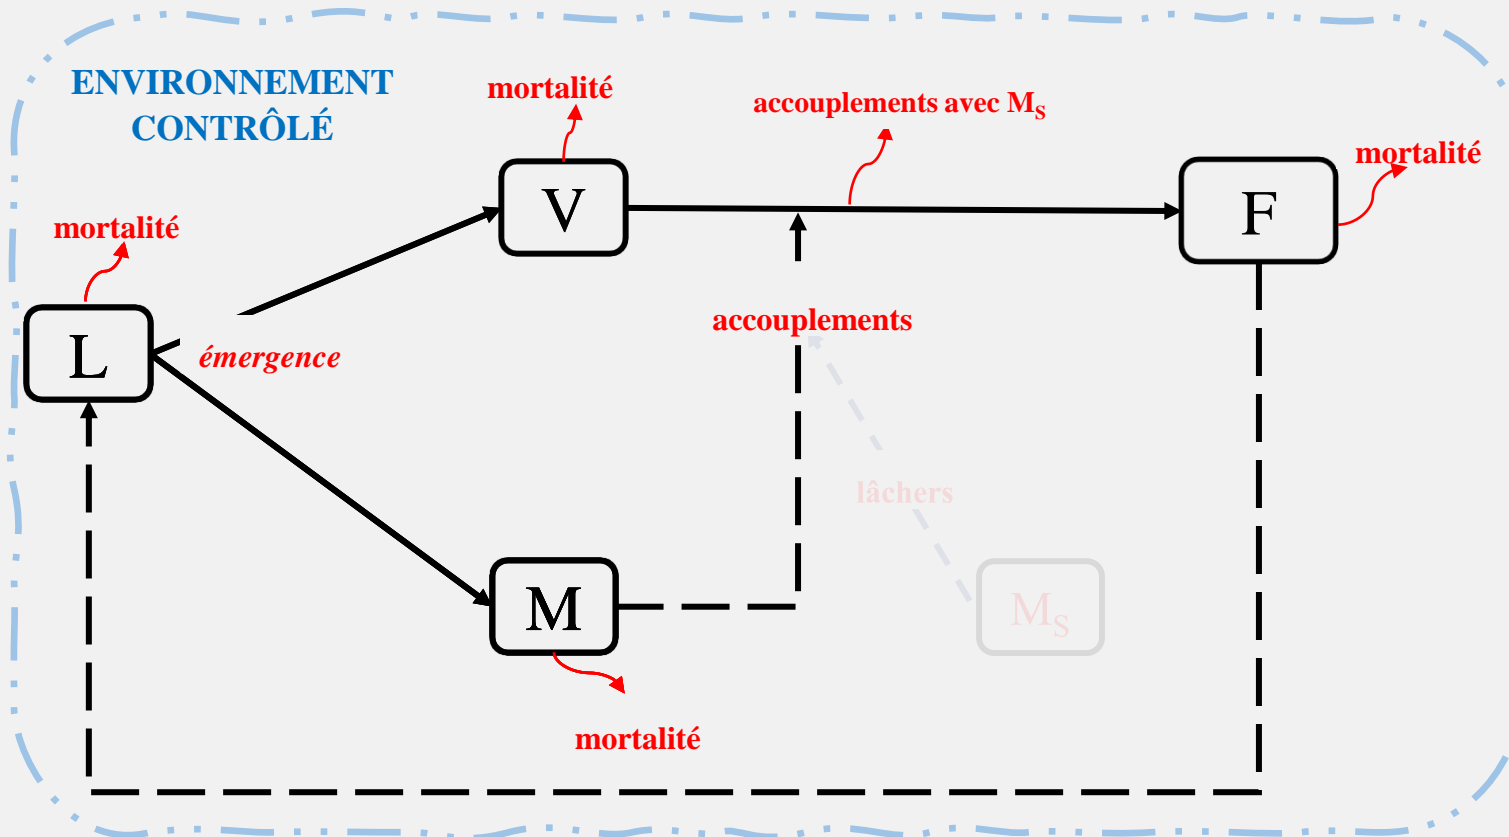 ENVIRONNEMENT
CONTRÔLÉ
mortalité
accouplements avec MS
mortalité
mortalité
V
F
L
émergence
accouplements
lâchers
M
MS
mortalité